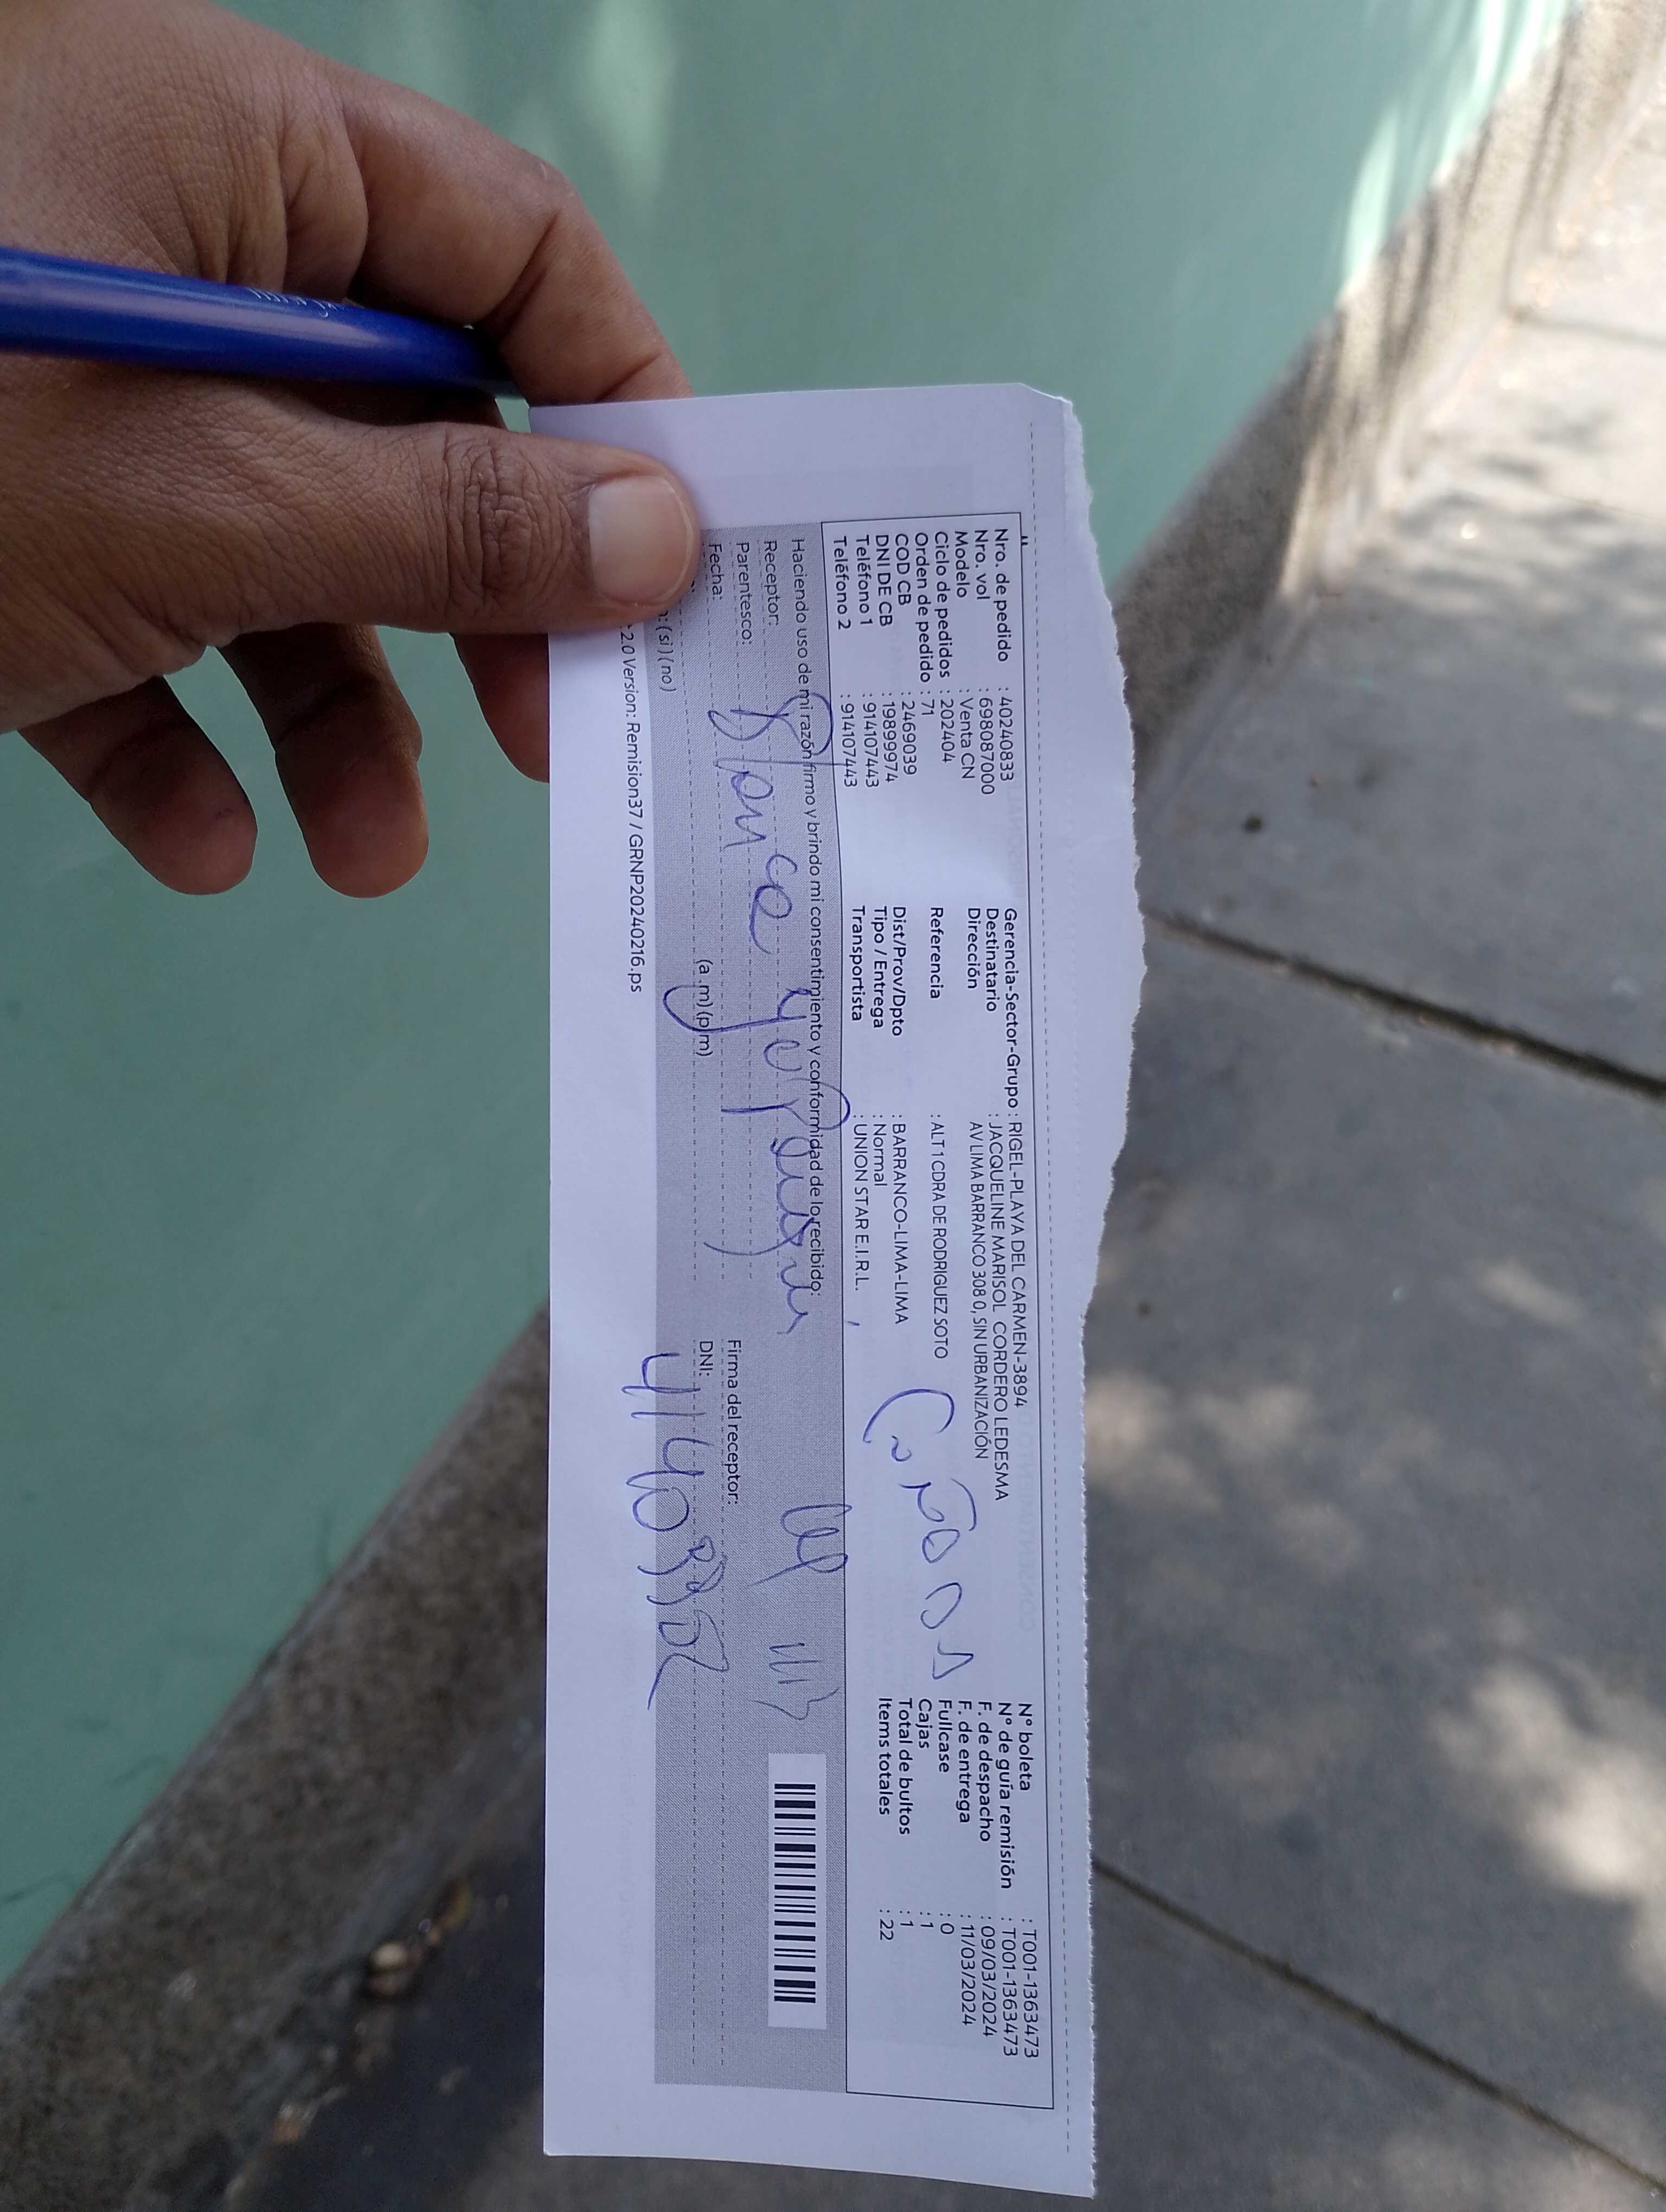 Nro. de pedido : 40240833
Nro. vol : 698087000
Modelo : Venta CN
Ciclo de pedidos : 202404
Orden de pedido : 71
COD CB : 2469039
DNI DE CB : 19899974
Teléfono 1 : 914107443
Teléfono 2 : 914107443
Gerencia-Sector-Grupo : RIGEL-PLAYA DEL CARMEN-3894
Destinatario : JACQUELINE MARISOL CORDERO LEDESMA
Dirección AV LIMA BARRANCO 308 0, SIN URBANIZACIÓN
Referencia : ALT 1 CDRA DE RODRIGUEZ SOTO
Dist/Prov/Dpto : BARRANCO-LIMA-LIMA
Tipo / Entrega : Normal
Transportista : UNION STAR E.I.R.L.
N° boleta : T001-1363473
N° de guía remisión : T001-1363473
F. de despacho : 09/03/2024
F. de entrega : 11/03/2024
Fullcase : 0
Cajas : 1
Total de bultos : 1
Items totales : 22
Haciendo uso de mi razón firmo y brindo mi consentimiento y conformidad de lo recibido:
Receptor:
Parentesco:
Fecha: (a.m)(p.m)
Firma del receptor:
DNI:
: ( si ) ( no )
2.0 Version: Remision37 / GRNP20240216.ps